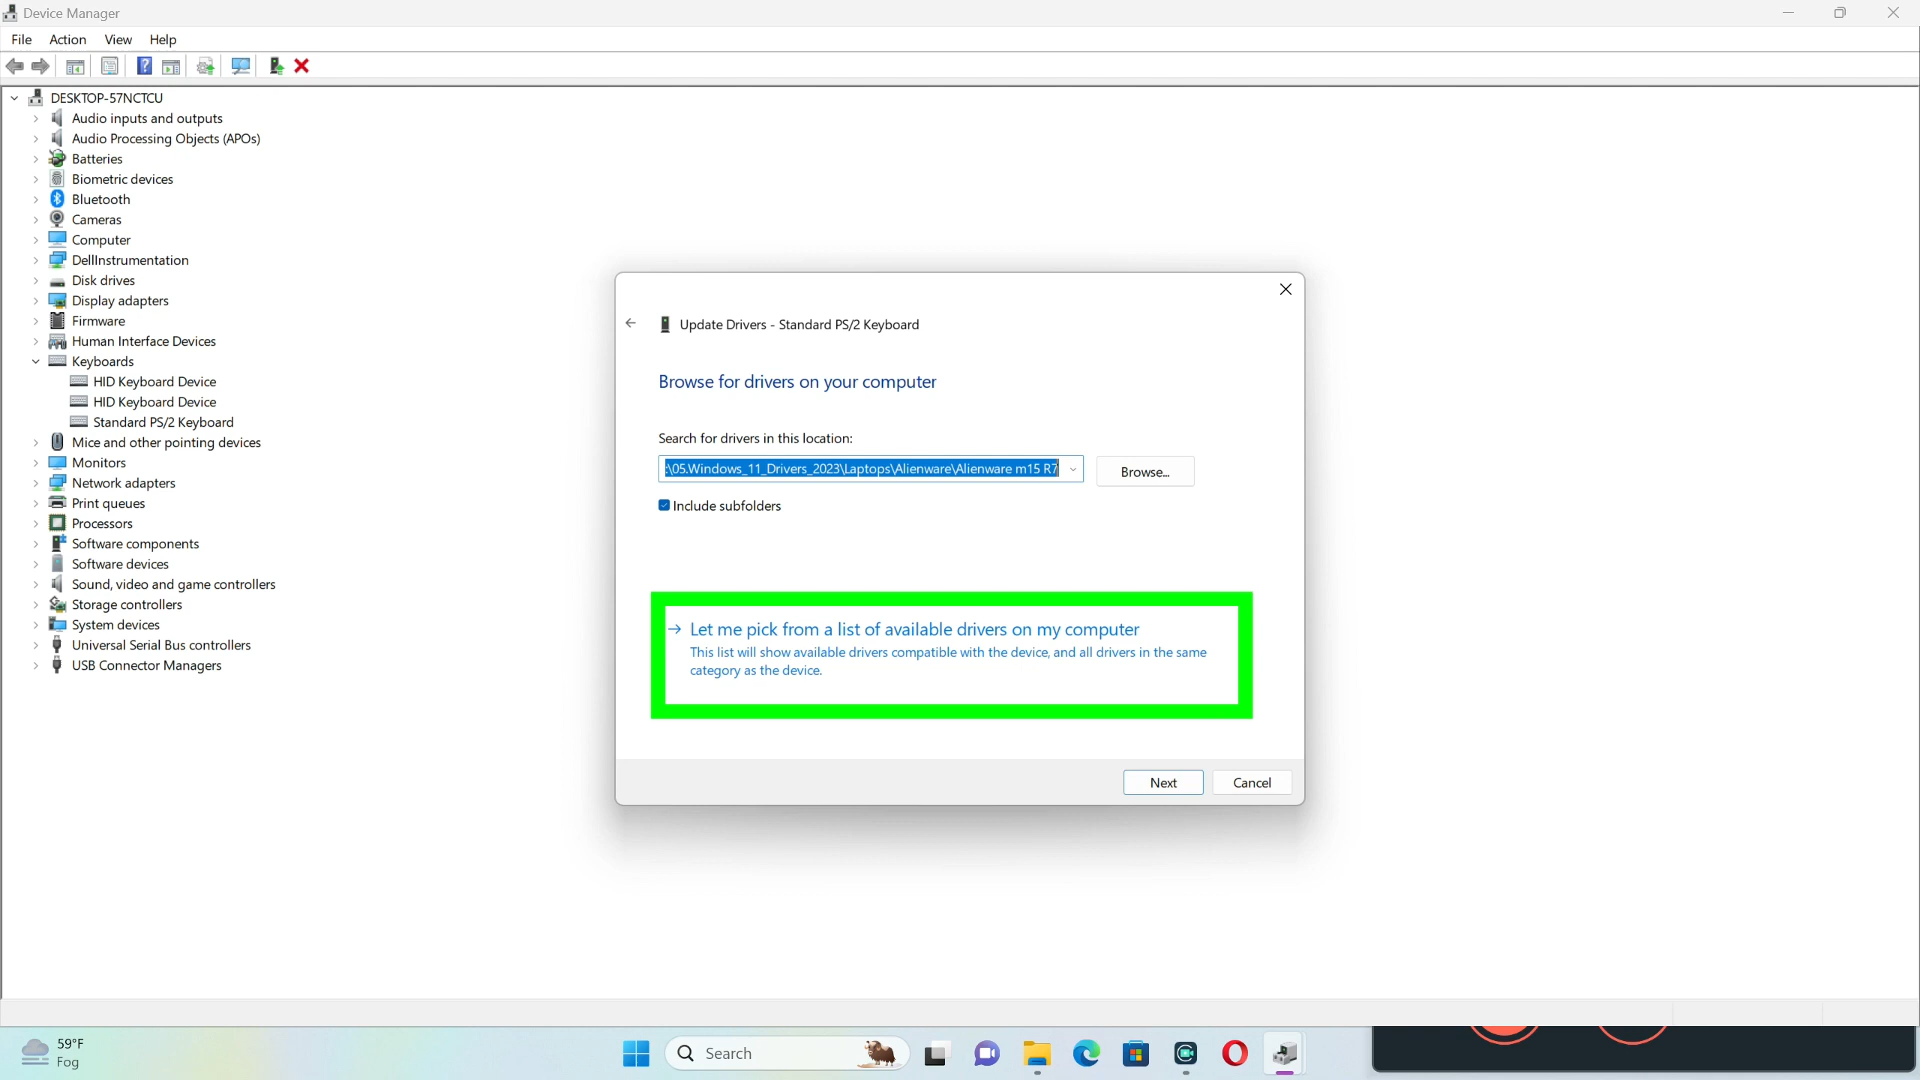 Device Manager
File Action View Help
DESKTOP-57NCTCU
Audio inputs and outputs
Audio Processing Objects (APOs)
Batteries
Biometric devices
Bluetooth
Cameras
Computer
DellInstrumentation
Disk drives
Display adapters
Firmware
Human Interface Devices
Keyboards
HID Keyboard Device
HID Keyboard Device
Standard PS/2 Keyboard
Mice and other pointing devices
Monitors
Network adapters
Print queues
Processors
Software components
Software devices
Sound, video and game controllers
Storage controllers
System devices
Universal Serial Bus controllers
USB Connector Managers
Update Drivers - Standard PS/2 Keyboard
Browse for drivers on your computer
Search for drivers in this location:
:\05.Windows_11_Drivers_2023\Laptops\Alienware\Alienware m15 R7
Browse...
Include subfolders
Let me pick from a list of available drivers on my computer
This list will show available drivers compatible with the device, and all drivers in the same
category as the device.
Next
Cancel
59°F
Fog
Search